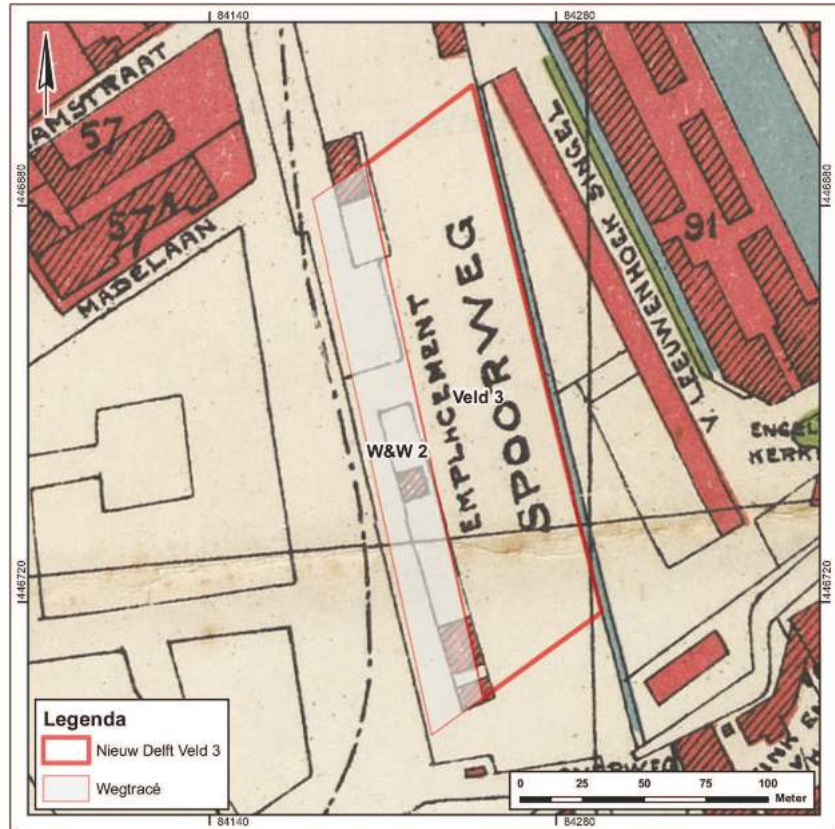 84140
84280
446880
446880
AMSTRAAT
57
57A
MADELAAN
V. LEEUWENHOEK SINGEL
91
EMPLACEMENT
SPOORWEG
Veld 3
W&W 2
ENGEL
KERK
446720
446720
Legenda
Nieuw Delft Veld 3
Wegtracé
0 25 50 75 100
Meter
84140
84280